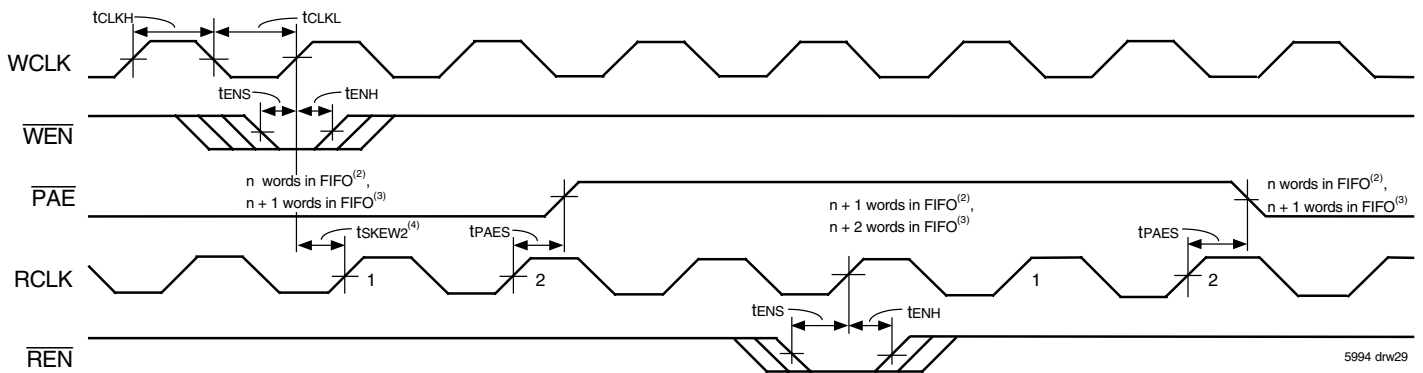 tCLKH
tCLKL
WCLK
tENS
tENH
WEN
n words in FIFO(2),
n + 1 words in FIFO(3)
PAE
n + 1 words in FIFO(2),
n + 2 words in FIFO(3)
n words in FIFO(2),
n + 1 words in FIFO(3)
tSKEW2(4)
tPAES
tPAES
RCLK
1
2
1
2
tENS
tENH
REN
5994 drw29